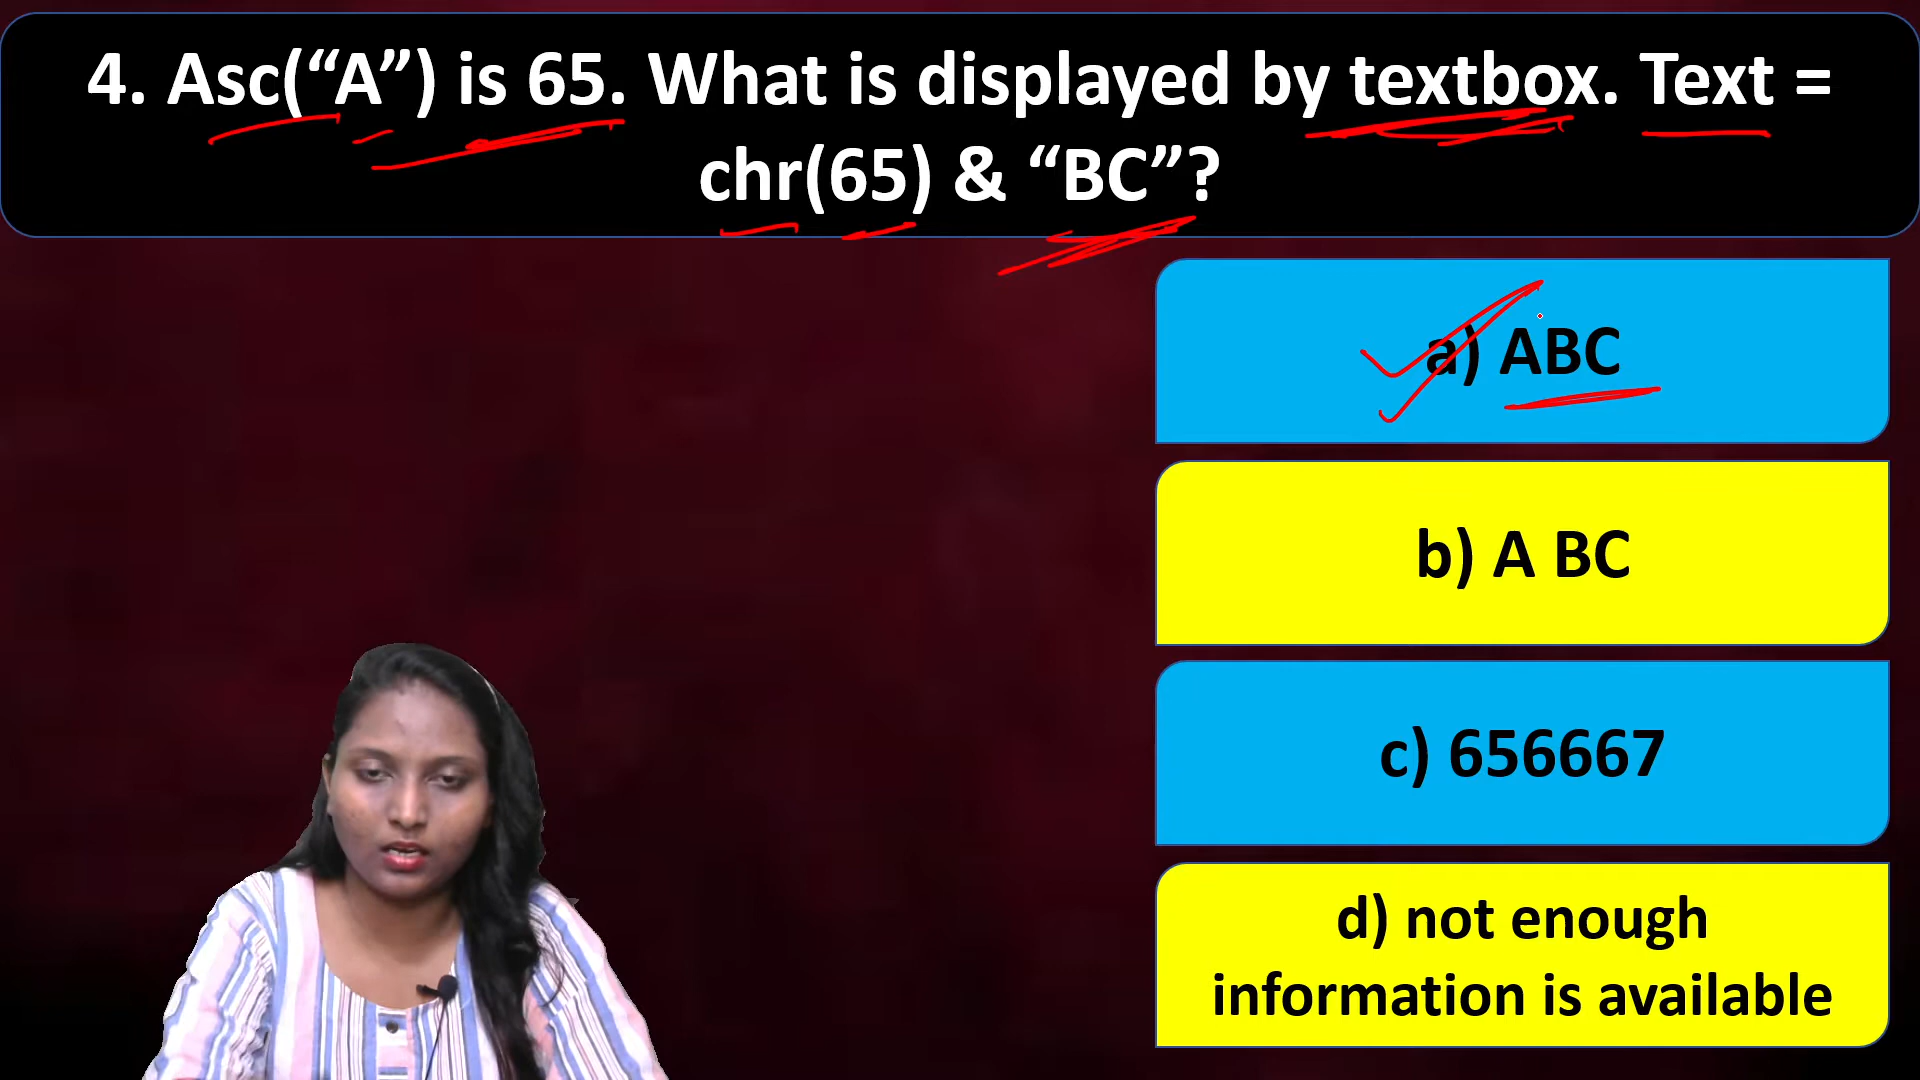 4. Asc(“A”) is 65. What is displayed by textbox. Text =
chr(65) & “BC”?
a) ABC
b) A BC
c) 656667
d) not enough
information is available